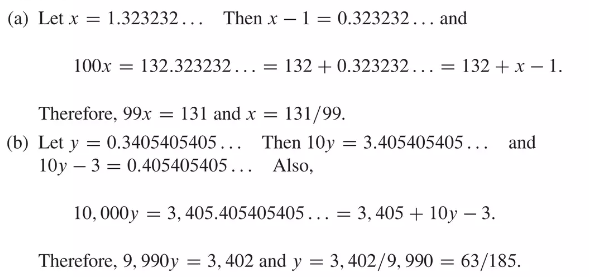 (a) Let x = 1.323232... Then x − 1 = 0.323232... and
100x = 132.323232... = 132 + 0.323232... = 132 + x − 1.
Therefore, 99x = 131 and x = 131/99.
(b) Let y = 0.3405405405... Then 10y = 3.405405405... and
10y − 3 = 0.405405405... Also,
10, 000y = 3, 405.405405405... = 3, 405 + 10y − 3.
Therefore, 9, 990y = 3, 402 and y = 3, 402/9, 990 = 63/185.